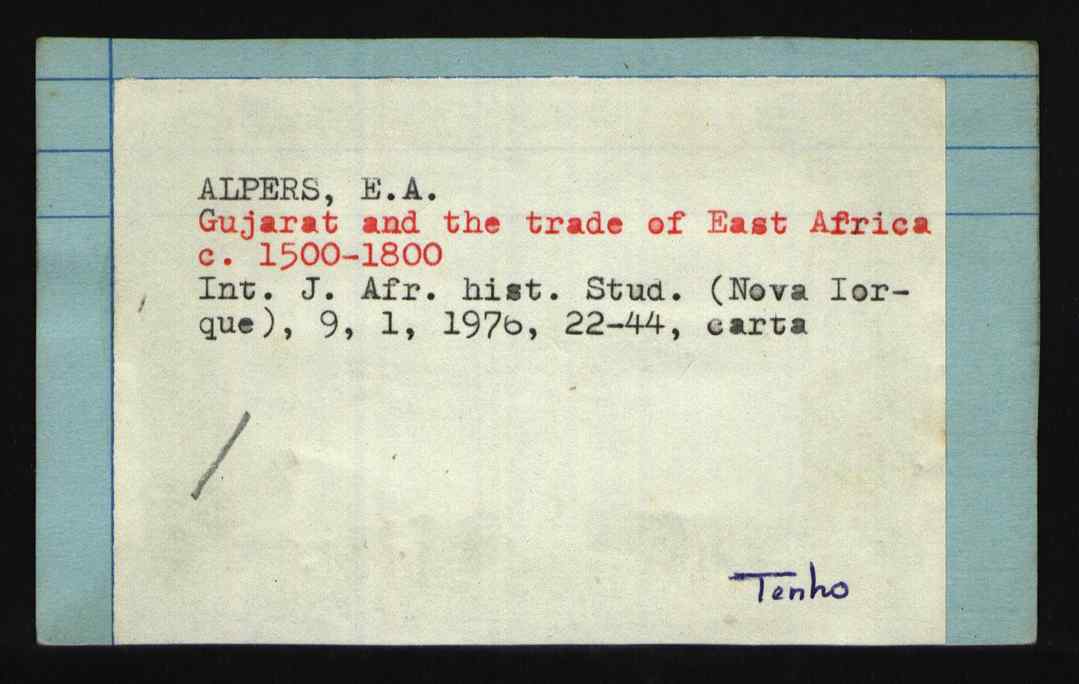 ALPERS, E.A.
Gujarat and the trade of East Africa
c. 1500-1800
Int. J. Afr. hist. Stud. (Nova Ior-
que), 9, 1, 1976, 22-44, carta
Tenho